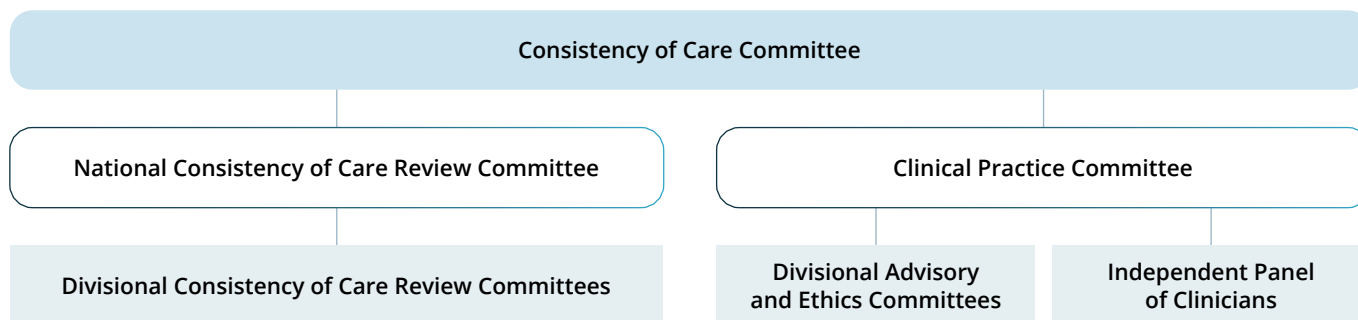 Consistency of Care Committee
National Consistency of Care Review Committee
Clinical Practice Committee
Divisional Consistency of Care Review Committees
Divisional Advisory
and Ethics Committees
Independent Panel
of Clinicians